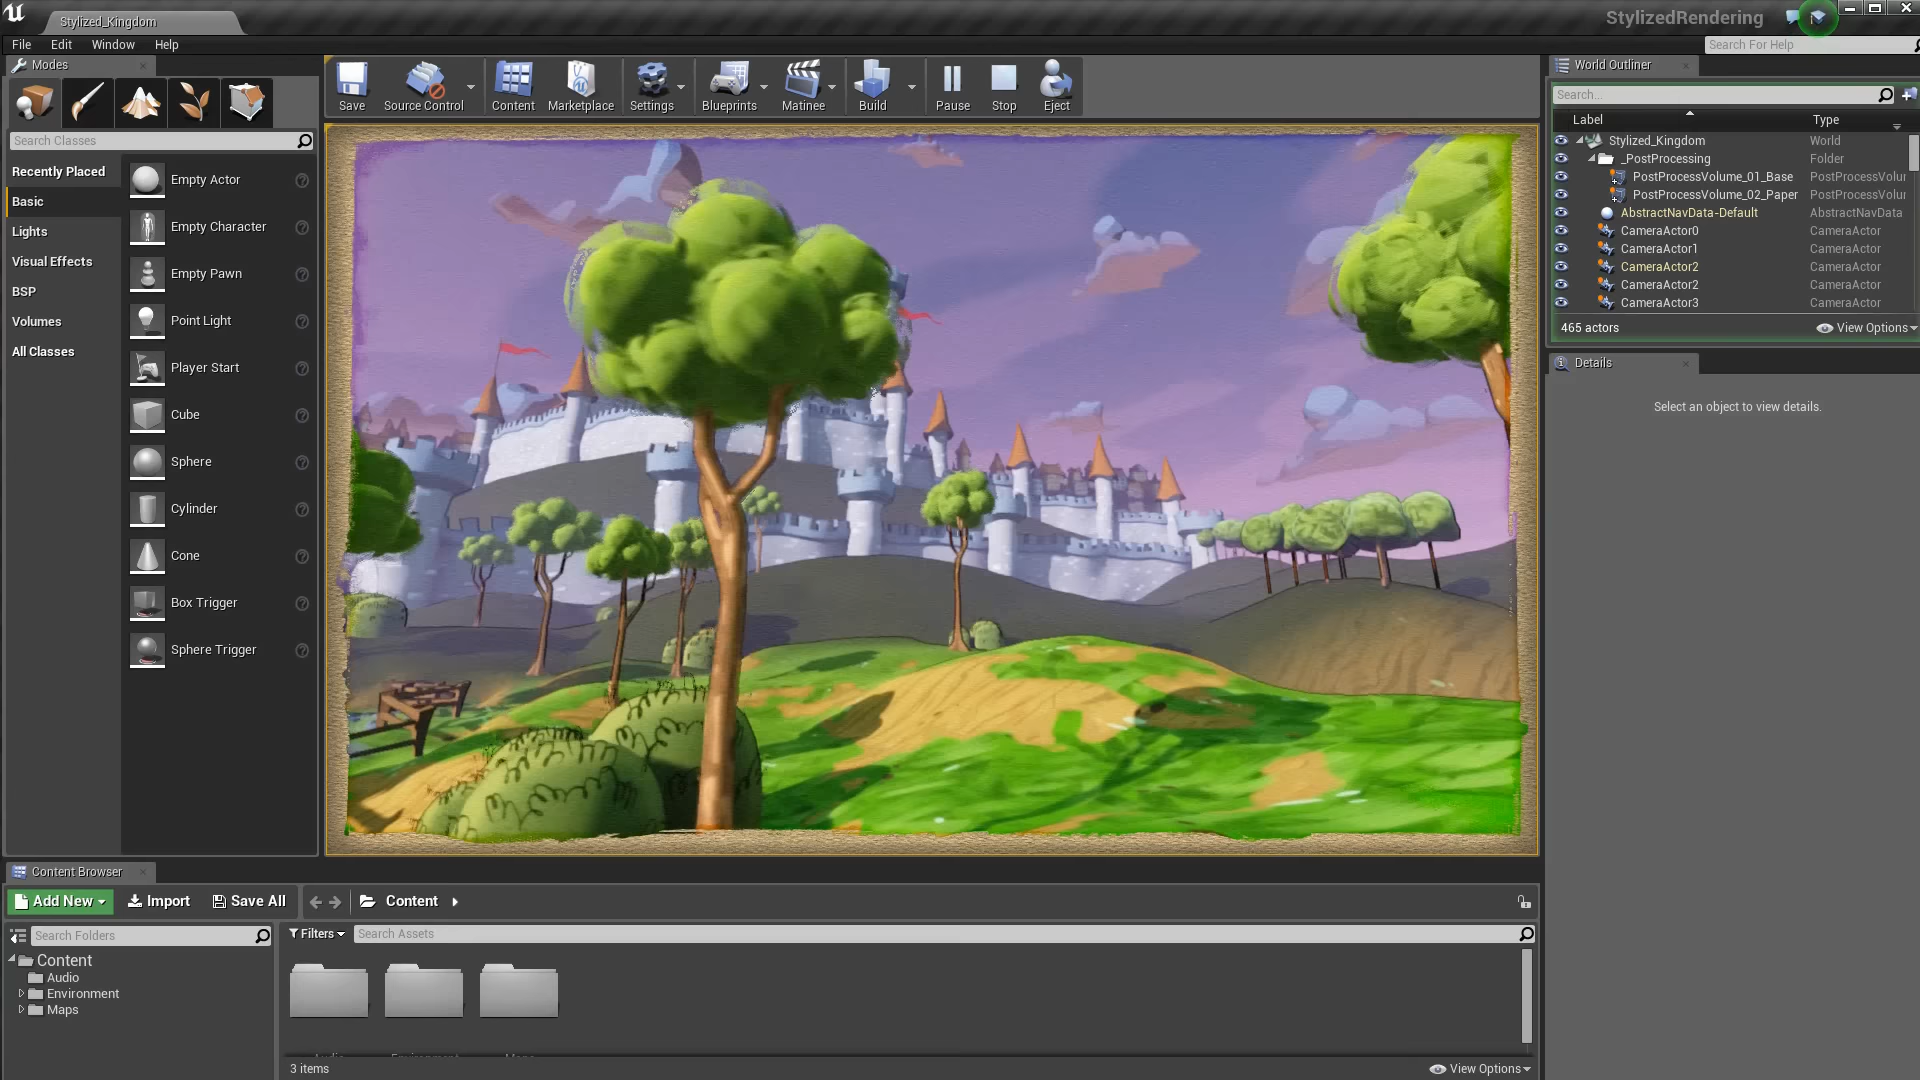 Stylized_Kingdom
StylizedRendering
File Edit Window Help
Search For Help
Modes
Search Classes
Recently Placed
Basic
Lights
Visual Effects
BSP
Volumes
All Classes
Empty Actor
Empty Character
Empty Pawn
Point Light
Player Start
Cube
Sphere
Cylinder
Cone
Box Trigger
Sphere Trigger
Save Source Control Content Marketplace Settings Blueprints Matinee Build Pause Stop Eject
World Outliner
Search...
Label Type
Stylized_Kingdom World
_PostProcessing Folder
PostProcessVolume_01_Base PostProcessVolur
PostProcessVolume_02_Paper PostProcessVolur
AbstractNavData-Default AbstractNavData
CameraActor0 CameraActor
CameraActor1 CameraActor
CameraActor2 CameraActor
CameraActor2 CameraActor
CameraActor3 CameraActor
465 actors View Options
Details
Select an object to view details.
Content Browser
Add New Import Save All Content
Search Folders
Content
Audio
Environment
Maps
Filters Search Assets
3 items View Options